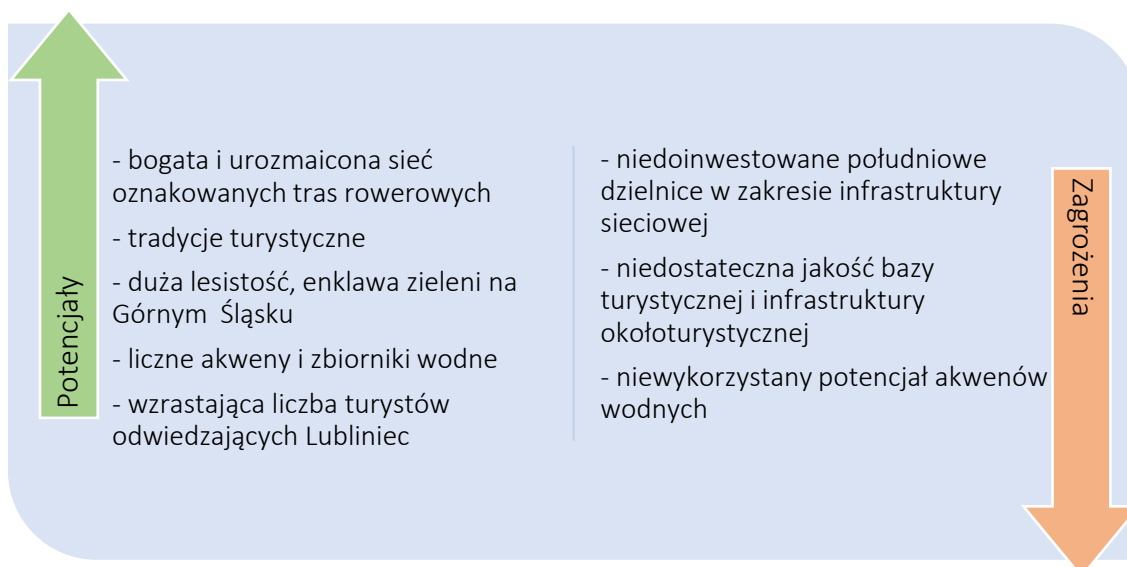 Potencjały
- bogata i urozmaicona sieć
oznakowanych tras rowerowych
- tradycje turystyczne
- duża lesistość, enklawa zieleni na
Górnym Śląsku
- liczne akweny i zbiorniki wodne
- wzrastająca liczba turystów
odwiedzających Lubliniec
- niedoinwestowane południowe
dzielnice w zakresie infrastruktury
sieciowej
- niedostateczna jakość bazy
turystycznej i infrastruktury
okołoturystycznej
- niewykorzystany potencjał akwenów
wodnych
Zagrożenia